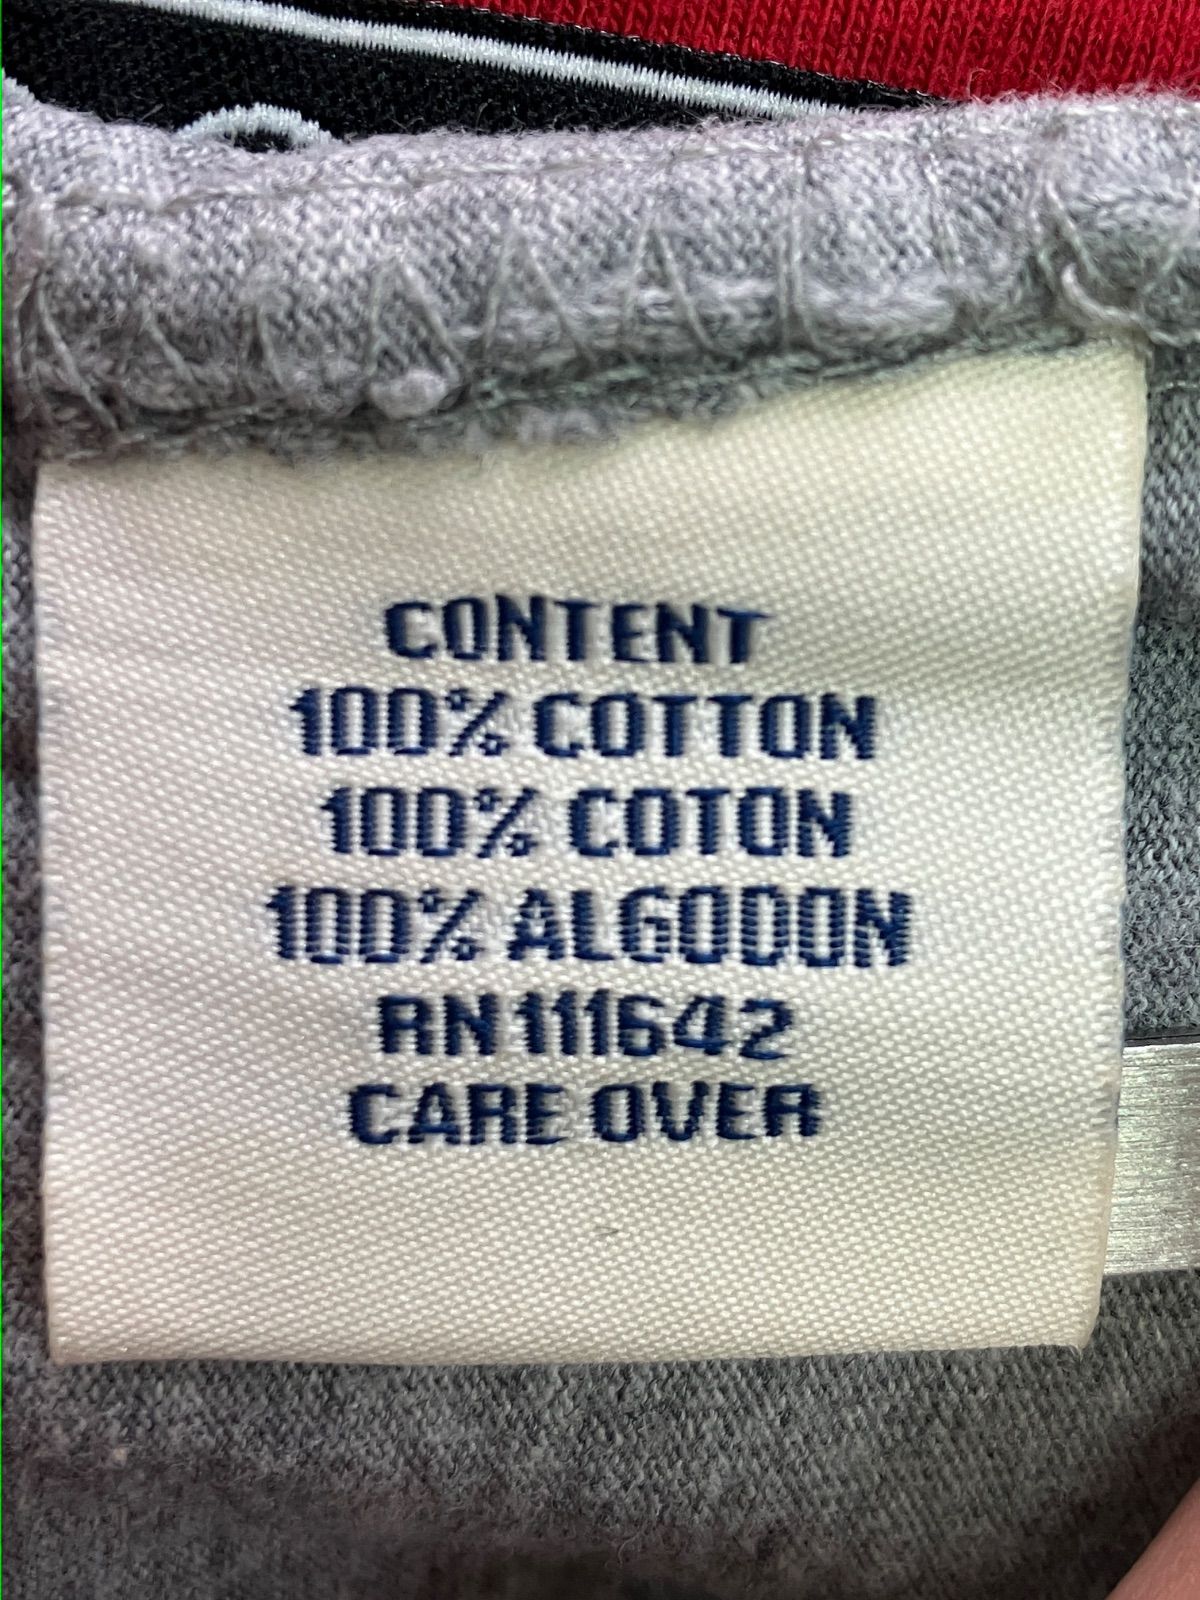 CONTENT
100% COTTON
100% COTON
100% ALGODON
RN 111642
CARE OVER